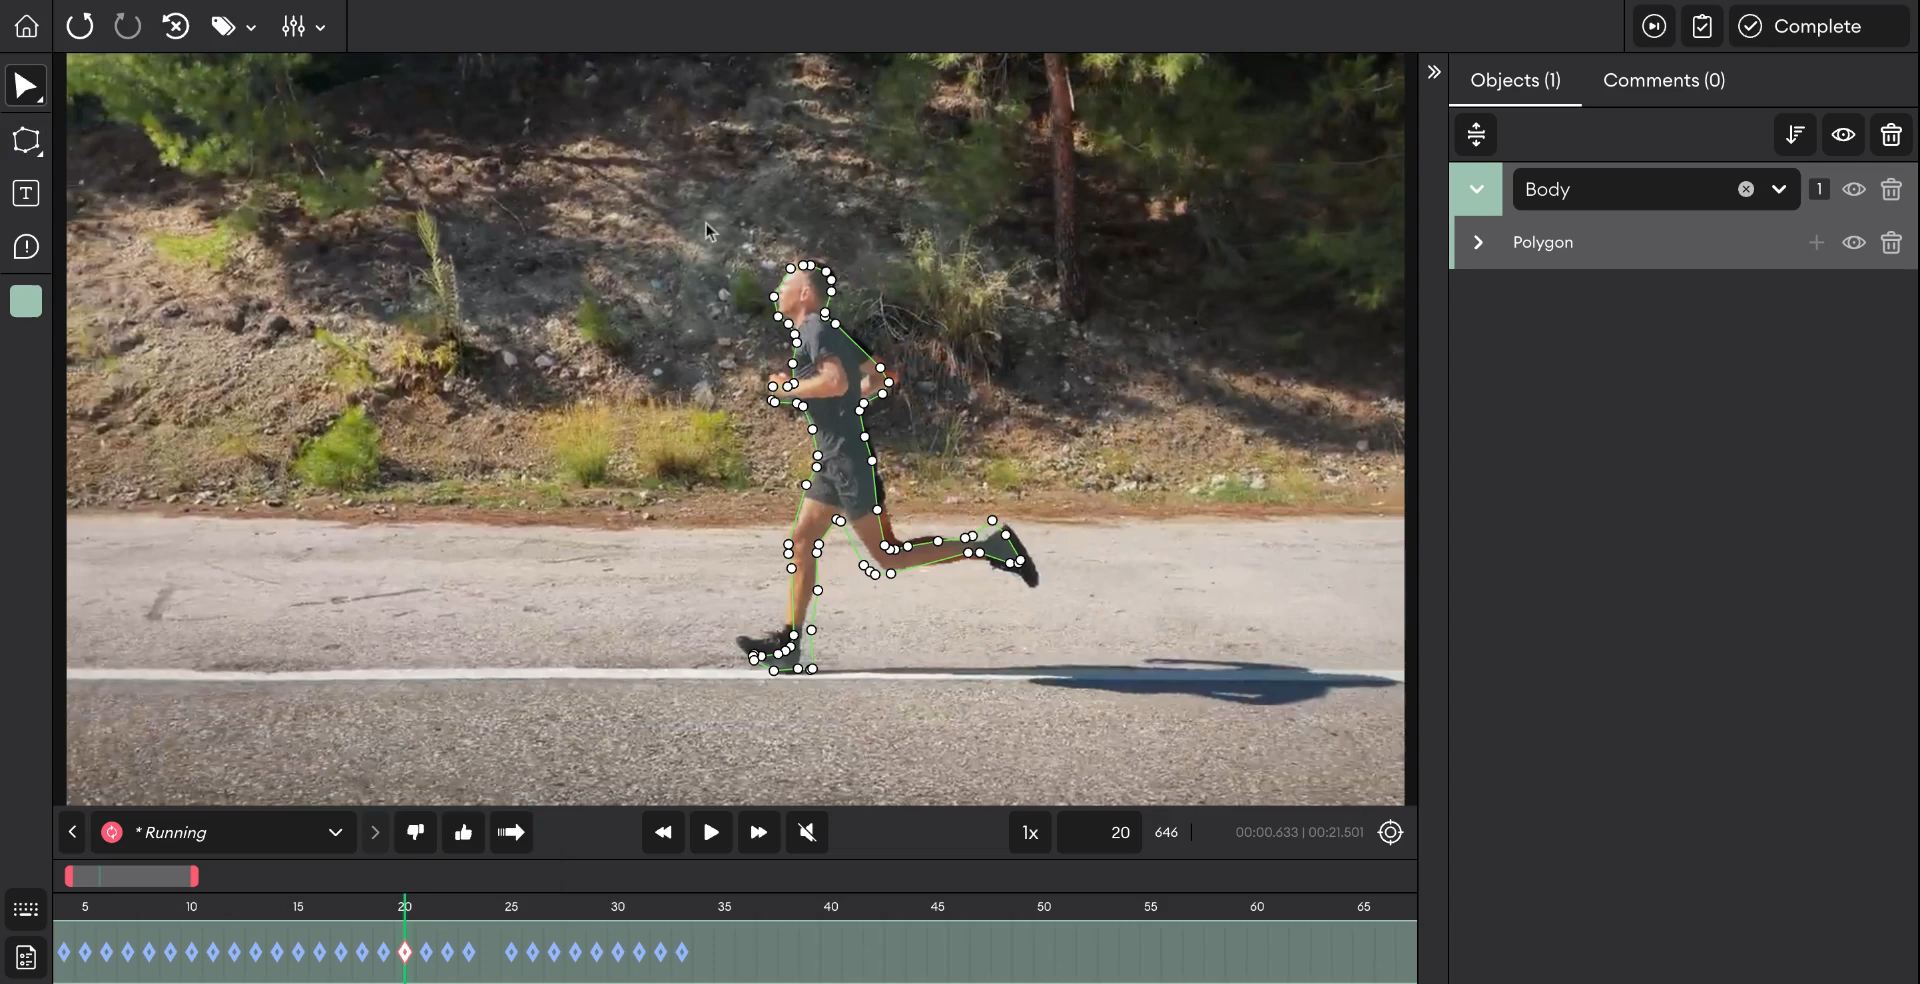 Complete
Objects (1)
Comments (0)
T
Body
1
Polygon
* Running
1x
20
646
00:00.633 | 00:21.501
5
10
15
20
25
30
35
40
45
50
55
60
65